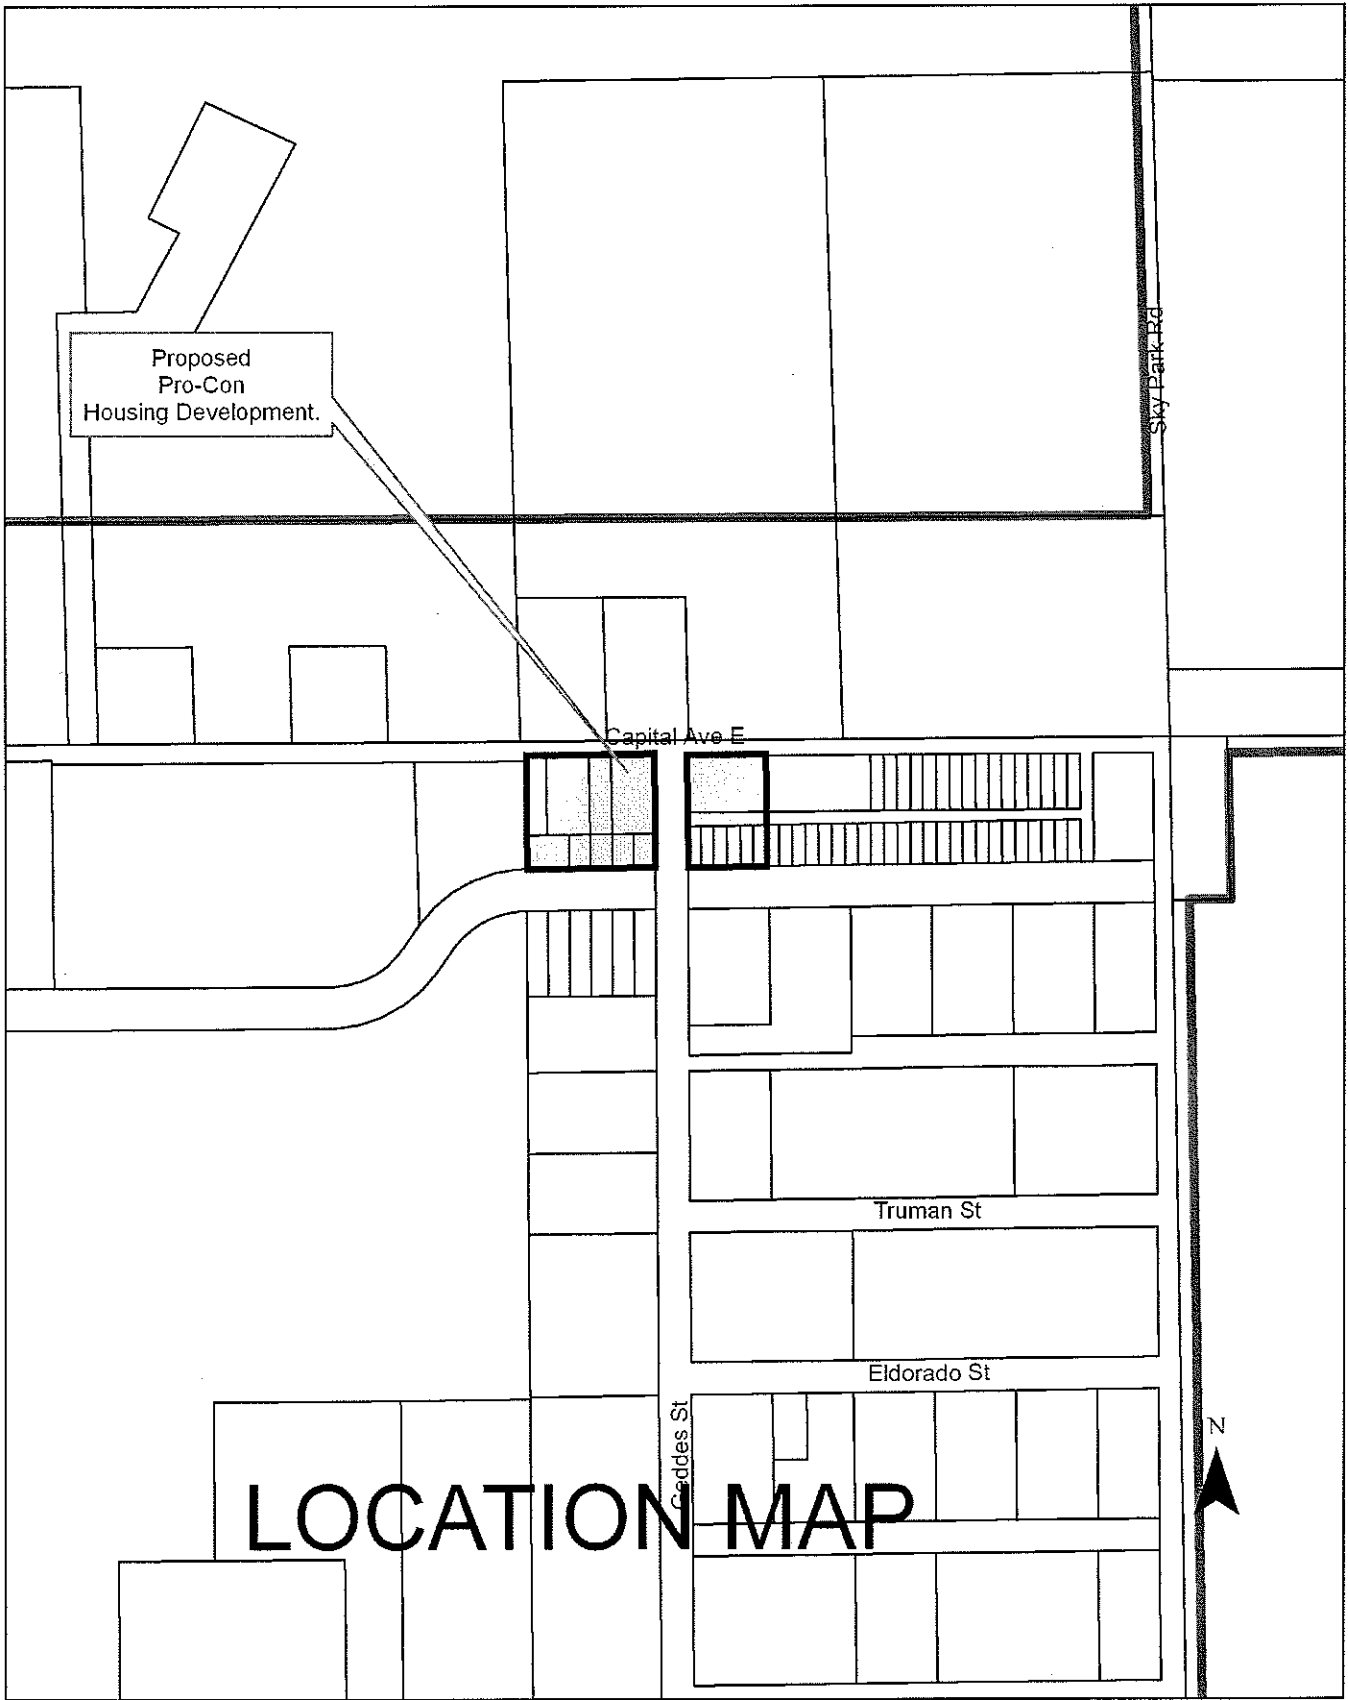 Proposed
Pro-Con
Housing Development.
Sky Park Rd
Capital Ave E
Truman St
Eldorado St
Geddes St
N
LOCATION MAP